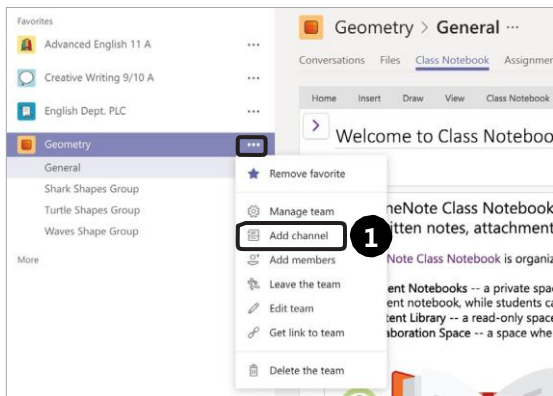 Favorites
Advanced English 11 A
Creative Writing 9/10 A
English Dept. PLC
Geometry
General
Shark Shapes Group
Turtle Shapes Group
Waves Shape Group
More
Geometry > General
Conversations Files Class Notebook Assignmen
Home Insert Draw View Class Notebook
Welcome to Class Noteboo
Remove favorite
Manage team
Add channel
1
Add members
Leave the team
Edit team
Get link to team
Delete the team
neNote Class Notebook
itten notes, attachment
Note Class Notebook is organiz
ent Notebooks -- a private spac
ent notebook, while students ca
tent Library -- a read-only space
aboration Space -- a space whe